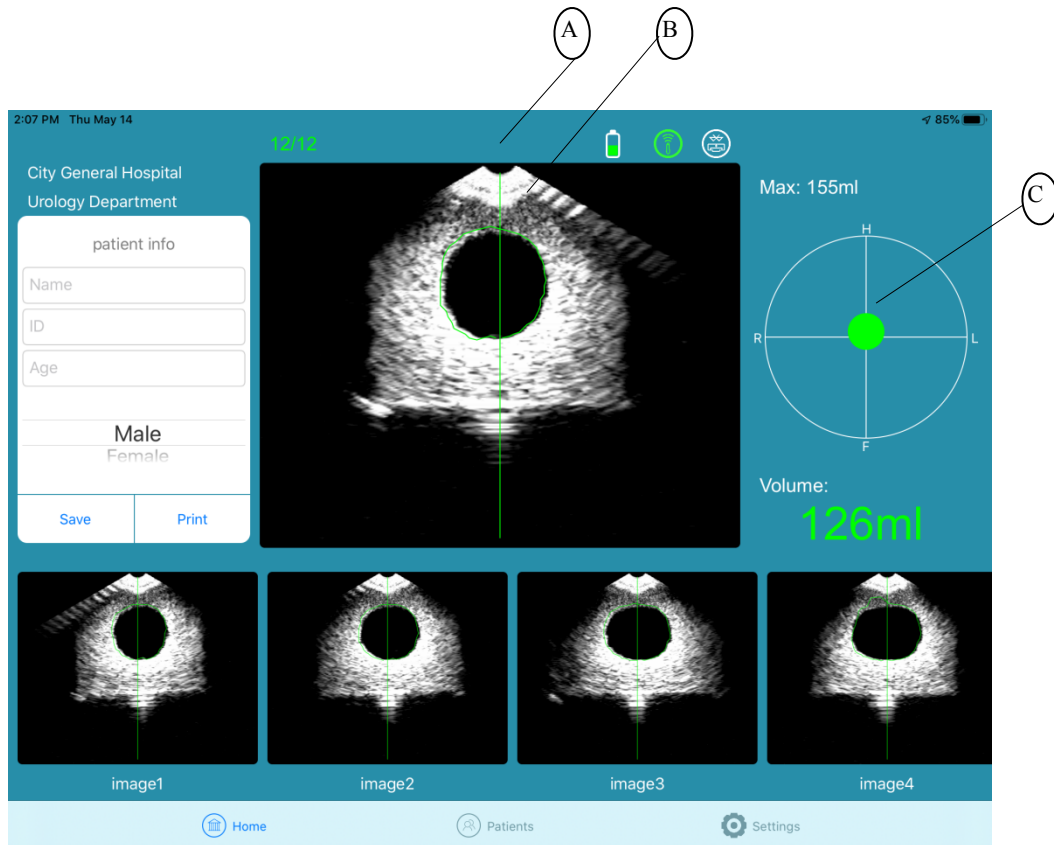 A
B
2:07 PM Thu May 14
85%
12/12
City General Hospital
Urology Department
patient info
Name
ID
Age
Male
Female
Save
Print
Max: 155ml
C
H
R
L
F
Volume:
126ml
image1
image2
image3
image4
Home
Patients
Settings